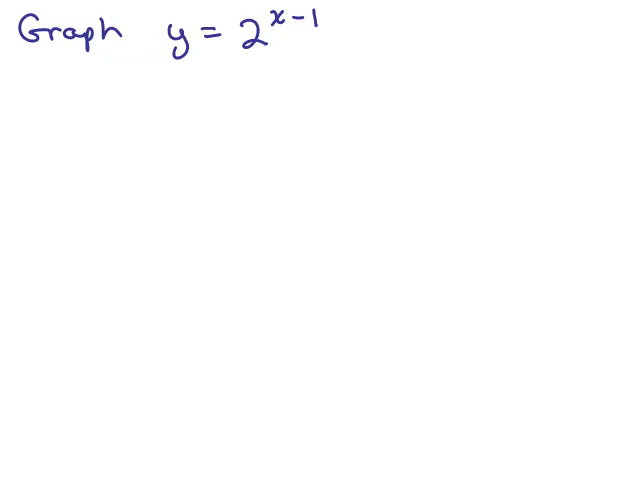 Graph y = 2^{x-1}